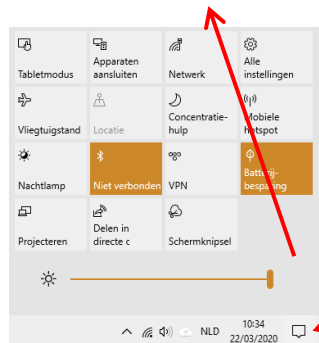 Tabletmodus
Apparaten
aansluiten
Netwerk
Alle
instellingen
Vliegtuigstand
Locatie
Concentratie-
hulp
Mobiele
hotspot
Nachtlamp
Niet verbonden
VPN
Batterij-
besparing
Projecteren
Delen in
directe c
Schermknipsel
NLD
10:34
22/03/2020